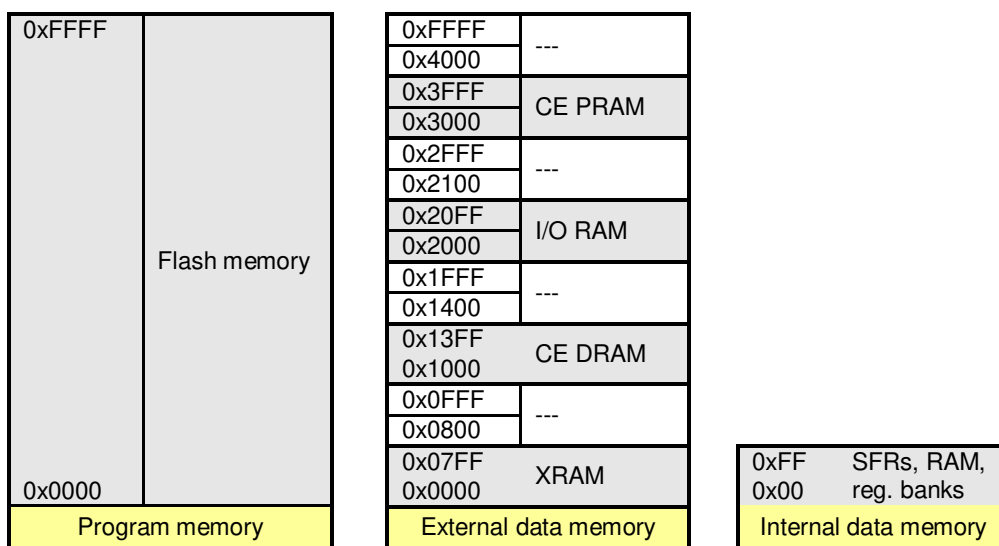 0xFFFF
Flash memory
0x0000
Program memory
0xFFFF
---
0x4000
0x3FFF
CE PRAM
0x3000
0x2FFF
---
0x2100
0x20FF
I/O RAM
0x2000
0x1FFF
---
0x1400
0x13FF
CE DRAM
0x1000
0x0FFF
---
0x0800
0x07FF
XRAM
0x0000
External data memory
0xFF SFRs, RAM,
0x00 reg. banks
Internal data memory